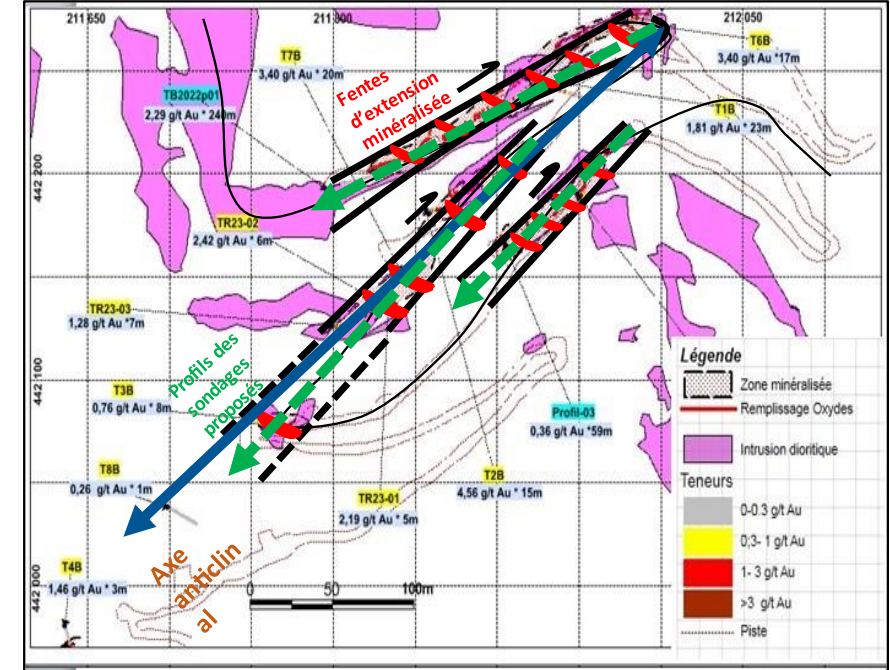 211 650
211 800
212 050
T7B
3,40 g/t Au * 20m
T6B
3,40 g/t Au *17m
TB2022p01
2,29 g/t Au * 240m
Fentes
d'extension
minéralisée
T1B
1,81 g/t Au * 23m
442 200
TR23-02
2,42 g/t Au * 6m
TR23-03
1,28 g/t Au *7m
Profils des
sondages
proposés
442 100
T3B
0,76 g/t Au * 8m
Profil-03
0,36 g/t Au *59m
T8B
0,26 g/t Au * 1m
T2B
4,56 g/t Au * 15m
TR23-01
2,19 g/t Au * 5m
Axe
anticlin
al
T4B
1,46 g/t Au * 3m
442 000
0
50
100m
Légende
Zone minéralisée
Remplissage Oxydes
Intrusion dioritique
Teneurs
0-0.3 g/t Au
0;3- 1 g/t Au
1- 3 g/t Au
>3 g/t Au
Piste